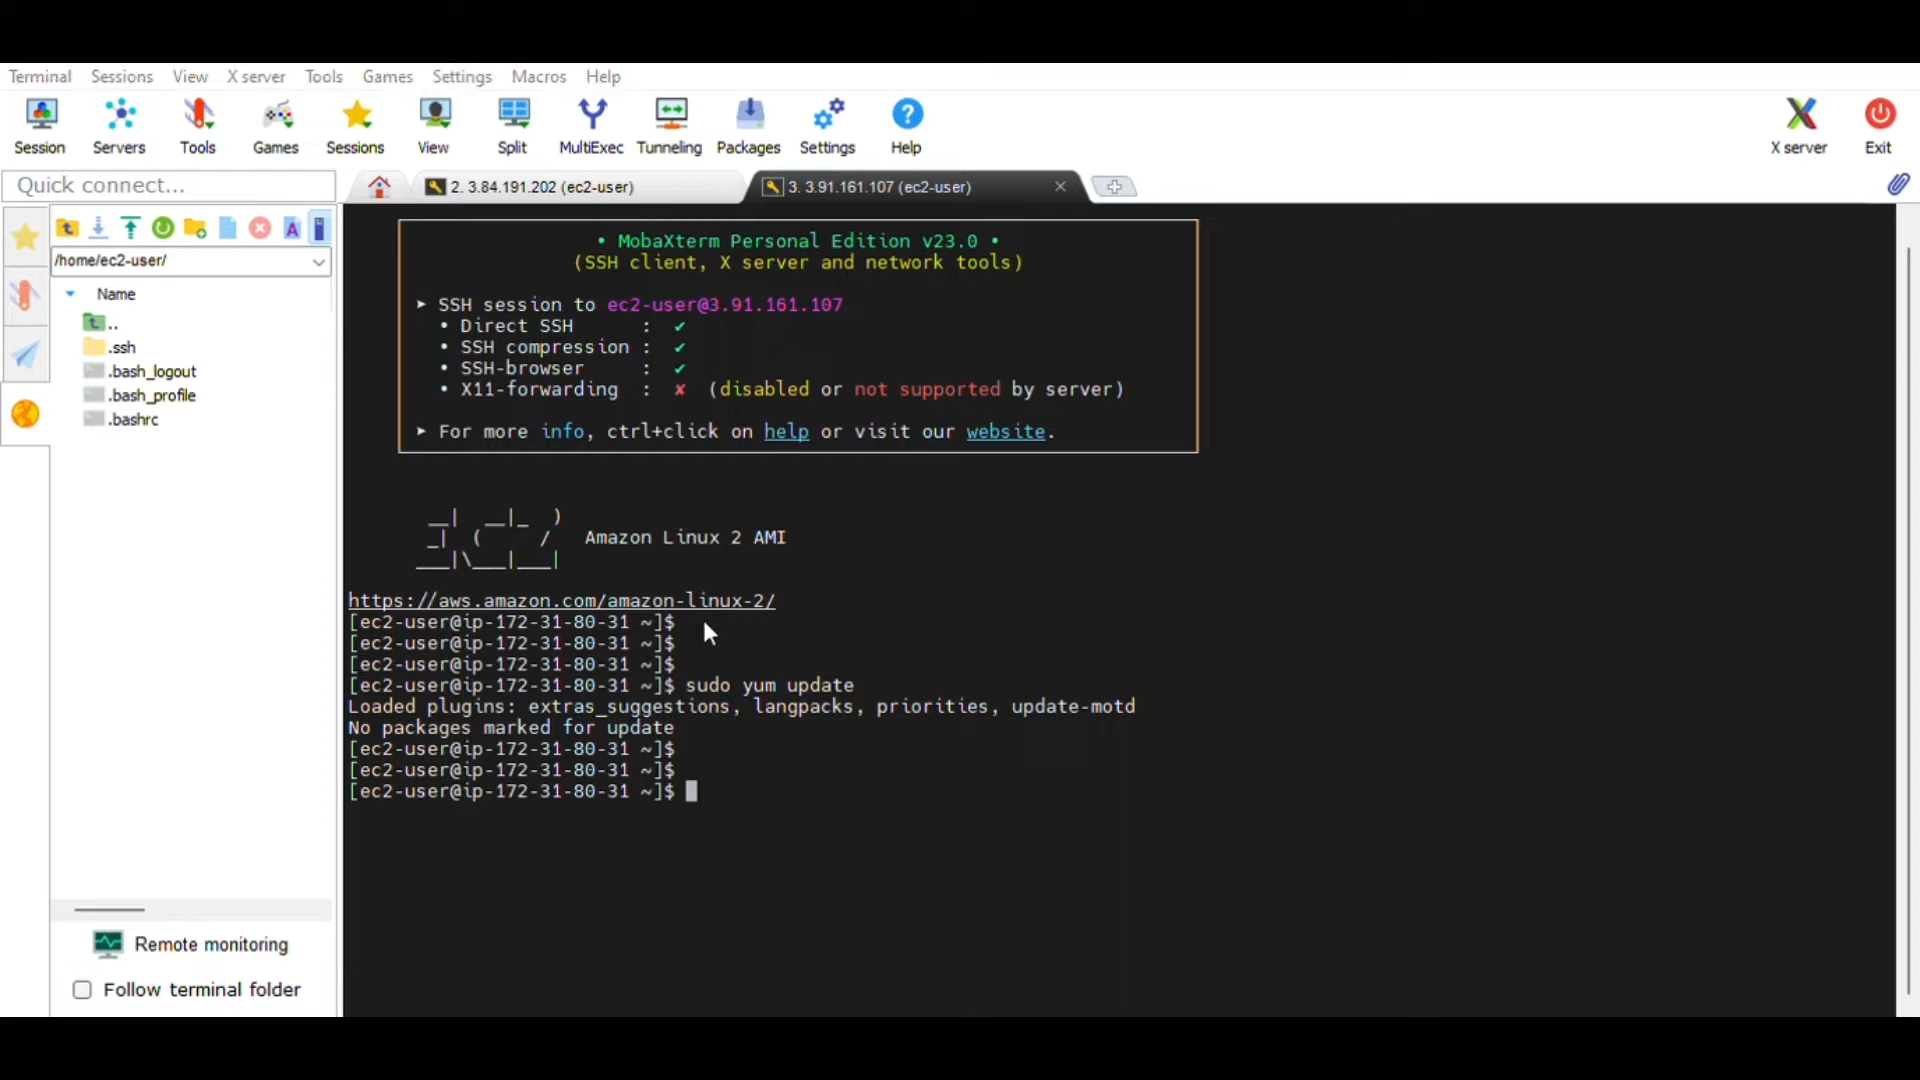 Terminal Sessions View X server Tools Games Settings Macros Help
Session Servers Tools Games Sessions View Split MultiExec Tunneling Packages Settings Help X server Exit
Quick connect...
2. 3.84.191.202 (ec2-user)
3. 3.91.161.107 (ec2-user)
/home/ec2-user/
Name
..
.ssh
.bash_logout
.bash_profile
.bashrc
Remote monitoring
Follow terminal folder
• MobaXterm Personal Edition v23.0 •
(SSH client, X server and network tools)
► SSH session to ec2-user@3.91.161.107
• Direct SSH : ✔
• SSH compression : ✔
• SSH-browser : ✔
• X11-forwarding : ✘ (disabled or not supported by server)
► For more info, ctrl+click on help or visit our website.
__| __|_ )
_| ( / Amazon Linux 2 AMI
___|\___|___|
https://aws.amazon.com/amazon-linux-2/
[ec2-user@ip-172-31-80-31 ~]$
[ec2-user@ip-172-31-80-31 ~]$
[ec2-user@ip-172-31-80-31 ~]$
[ec2-user@ip-172-31-80-31 ~]$ sudo yum update
Loaded plugins: extras_suggestions, langpacks, priorities, update-motd
No packages marked for update
[ec2-user@ip-172-31-80-31 ~]$
[ec2-user@ip-172-31-80-31 ~]$
[ec2-user@ip-172-31-80-31 ~]$